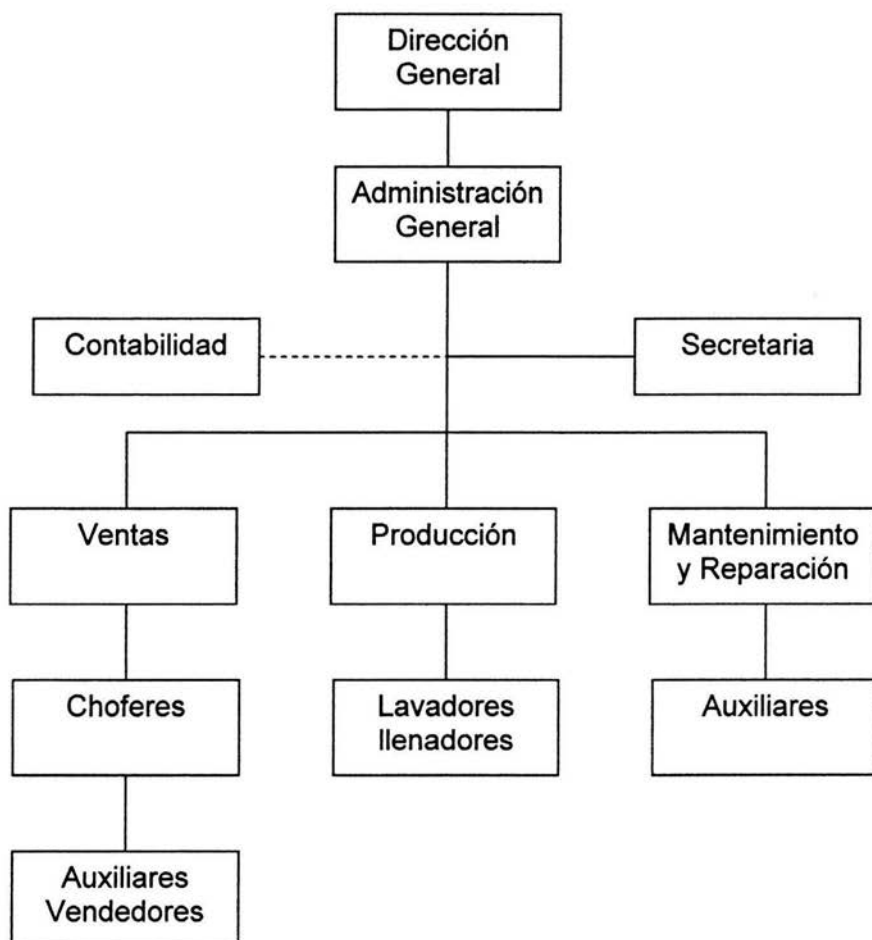 Dirección
General
Administración
General
Contabilidad
Secretaria
Ventas
Producción
Mantenimiento
y Reparación
Choferes
Lavadores
llenadores
Auxiliares
Auxiliares
Vendedores